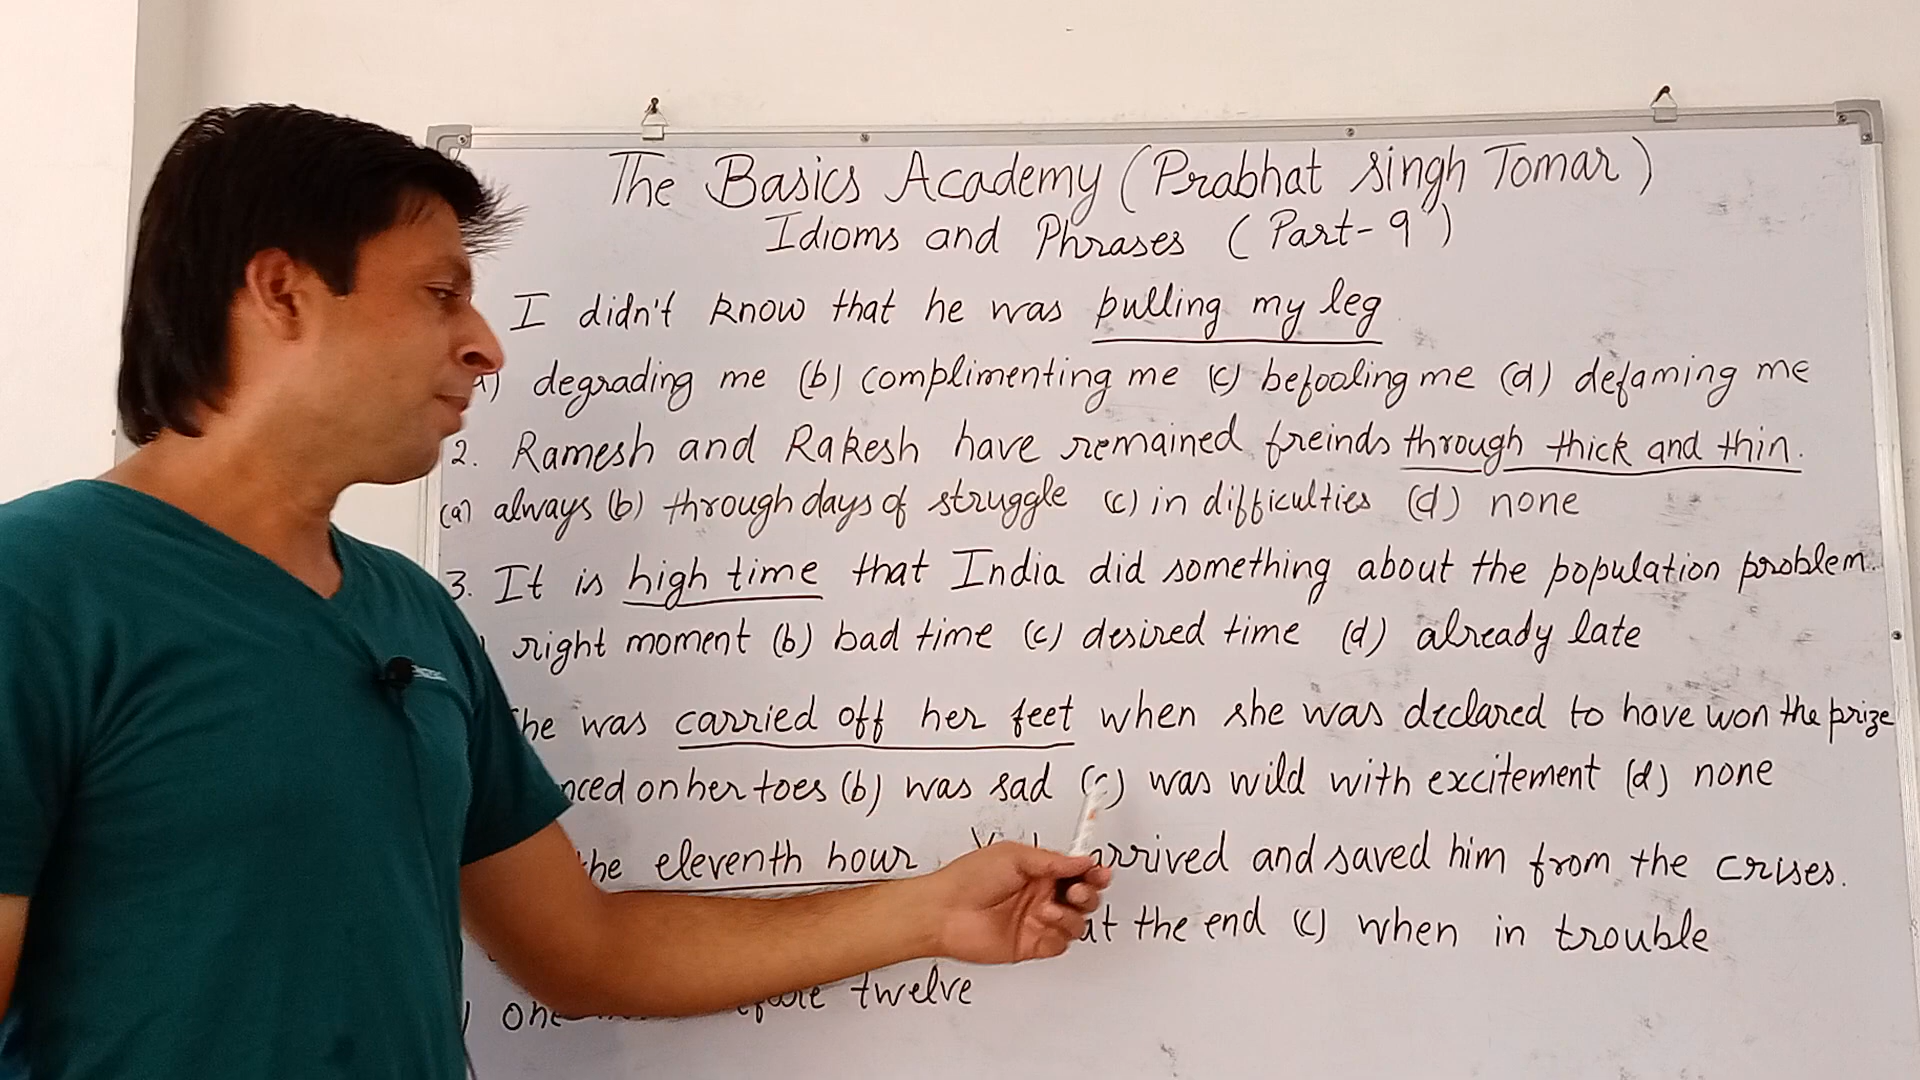 The Basics Academy (Prabhat Singh Tomar)
Idioms and Phrases (Part-9)
I didn't know that he was pulling my leg
a) degrading me (b) complimenting me (c) befooling me (d) defaming me
2. Ramesh and Rakesh have remained freinds through thick and thin.
(a) always (b) through days of struggle (c) in difficulties (d) none
3. It is high time that India did something about the population problem.
) right moment (b) bad time (c) desired time (d) already late
he was carried off her feet when she was declared to have won the prize
nced on her toes (b) was sad (c) was wild with excitement (d) none
the eleventh hour arrived and saved him from the crises.
at the end (c) when in trouble
) one twelve